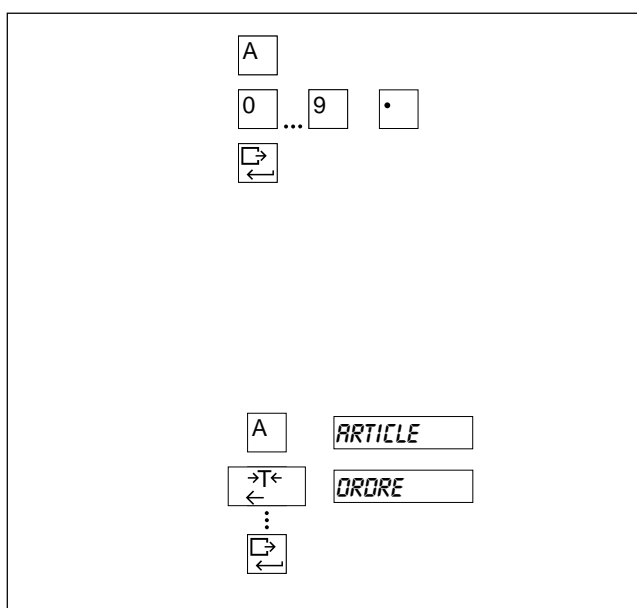 A
0 ... 9 •
A ARTICLE
→T← ORDRE